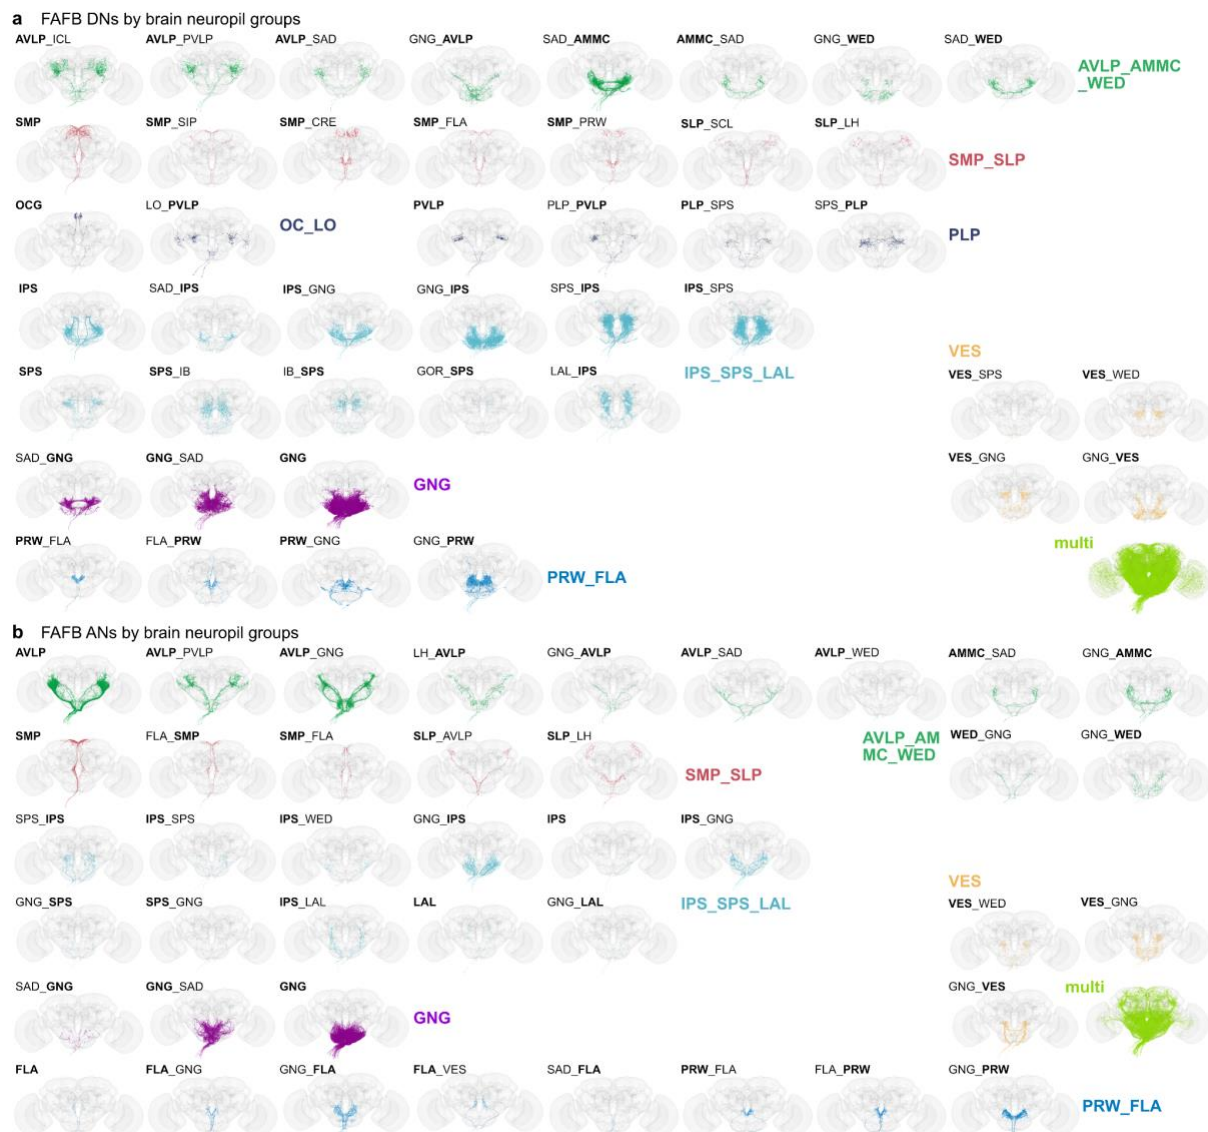 a FAFB DNs by brain neuropil groups
AVLP_ICL AVLP_PVLP AVLP_SAD GNG_AVLP SAD_AMMC AMMC_SAD GNG_WED SAD_WED
AVLP_AMMC
_WED
SMP SMP_SIP SMP_CRE SMP_FLA SMP_PRW SLP_SCL SLP_LH
SMP_SLP
OCG LO_PVLP PVLP PLP_PVLP PLP_SPS SPS_PLP
OC_LO PLP
IPS SAD_IPS IPS_GNG GNG_IPS SPS_IPS IPS_SPS
VES
SPS SPS_IB IB_SPS GOR_SPS LAL_IPS IPS_SPS_LAL VES_SPS VES_WED
SAD_GNG GNG_SAD GNG VES_GNG GNG_VES
GNG
PRW_FLA FLA_PRW PRW_GNG GNG_PRW multi
PRW_FLA
b FAFB ANs by brain neuropil groups
AVLP AVLP_PVLP AVLP_GNG LH_AVLP GNG_AVLP AVLP_SAD AVLP_WED AMMC_SAD GNG_AMMC
SMP FLA_SMP SMP_FLA SLP_AVLP SLP_LH AVLP_AM WED_GNG GNG_WED
MC_WED
SMP_SLP
SPS_IPS IPS_SPS IPS_WED GNG_IPS IPS IPS_GNG
VES
GNG_SPS SPS_GNG IPS_LAL LAL GNG_LAL IPS_SPS_LAL VES_WED VES_GNG
SAD_GNG GNG_SAD GNG GNG_VES multi
GNG
FLA FLA_GNG GNG_FLA FLA_VES SAD_FLA PRW_FLA FLA_PRW GNG_PRW
PRW_FLA